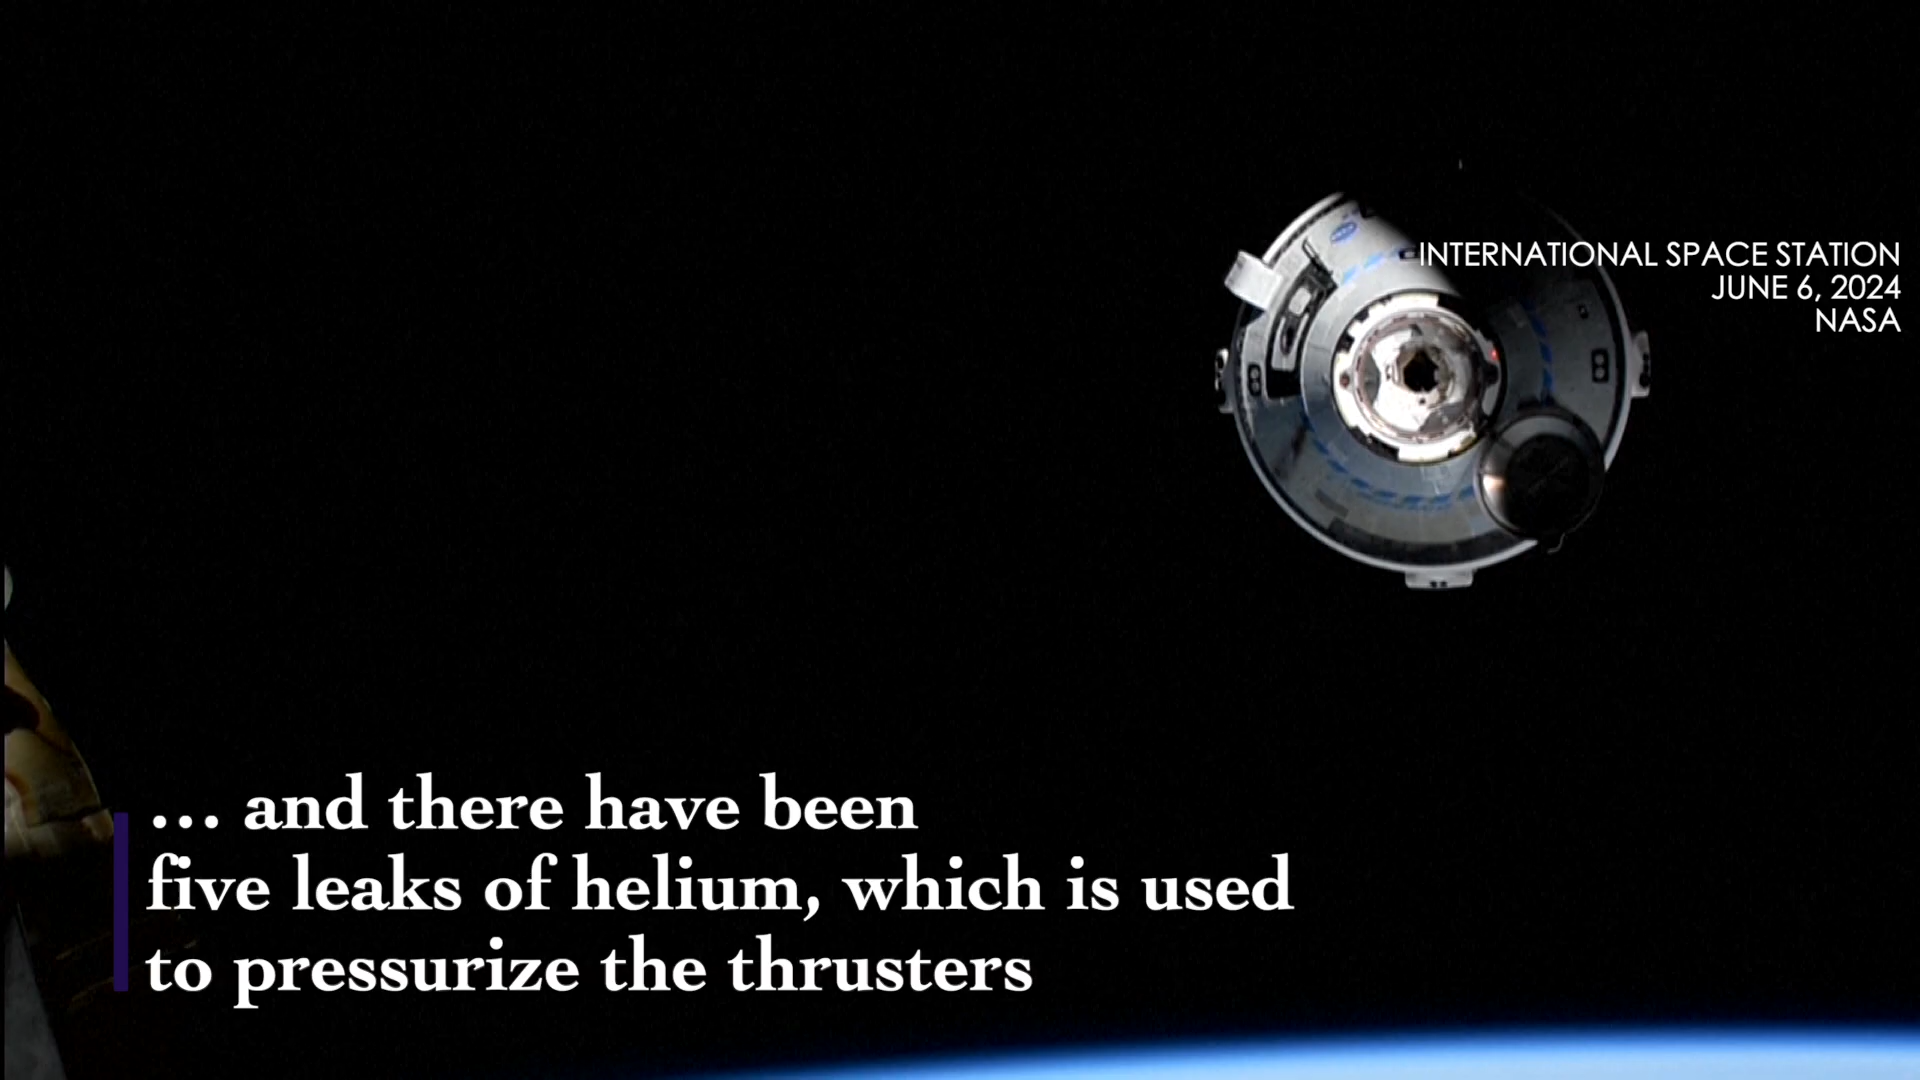 INTERNATIONAL SPACE STATION
JUNE 6, 2024
NASA
… and there have been
five leaks of helium, which is used
to pressurize the thrusters